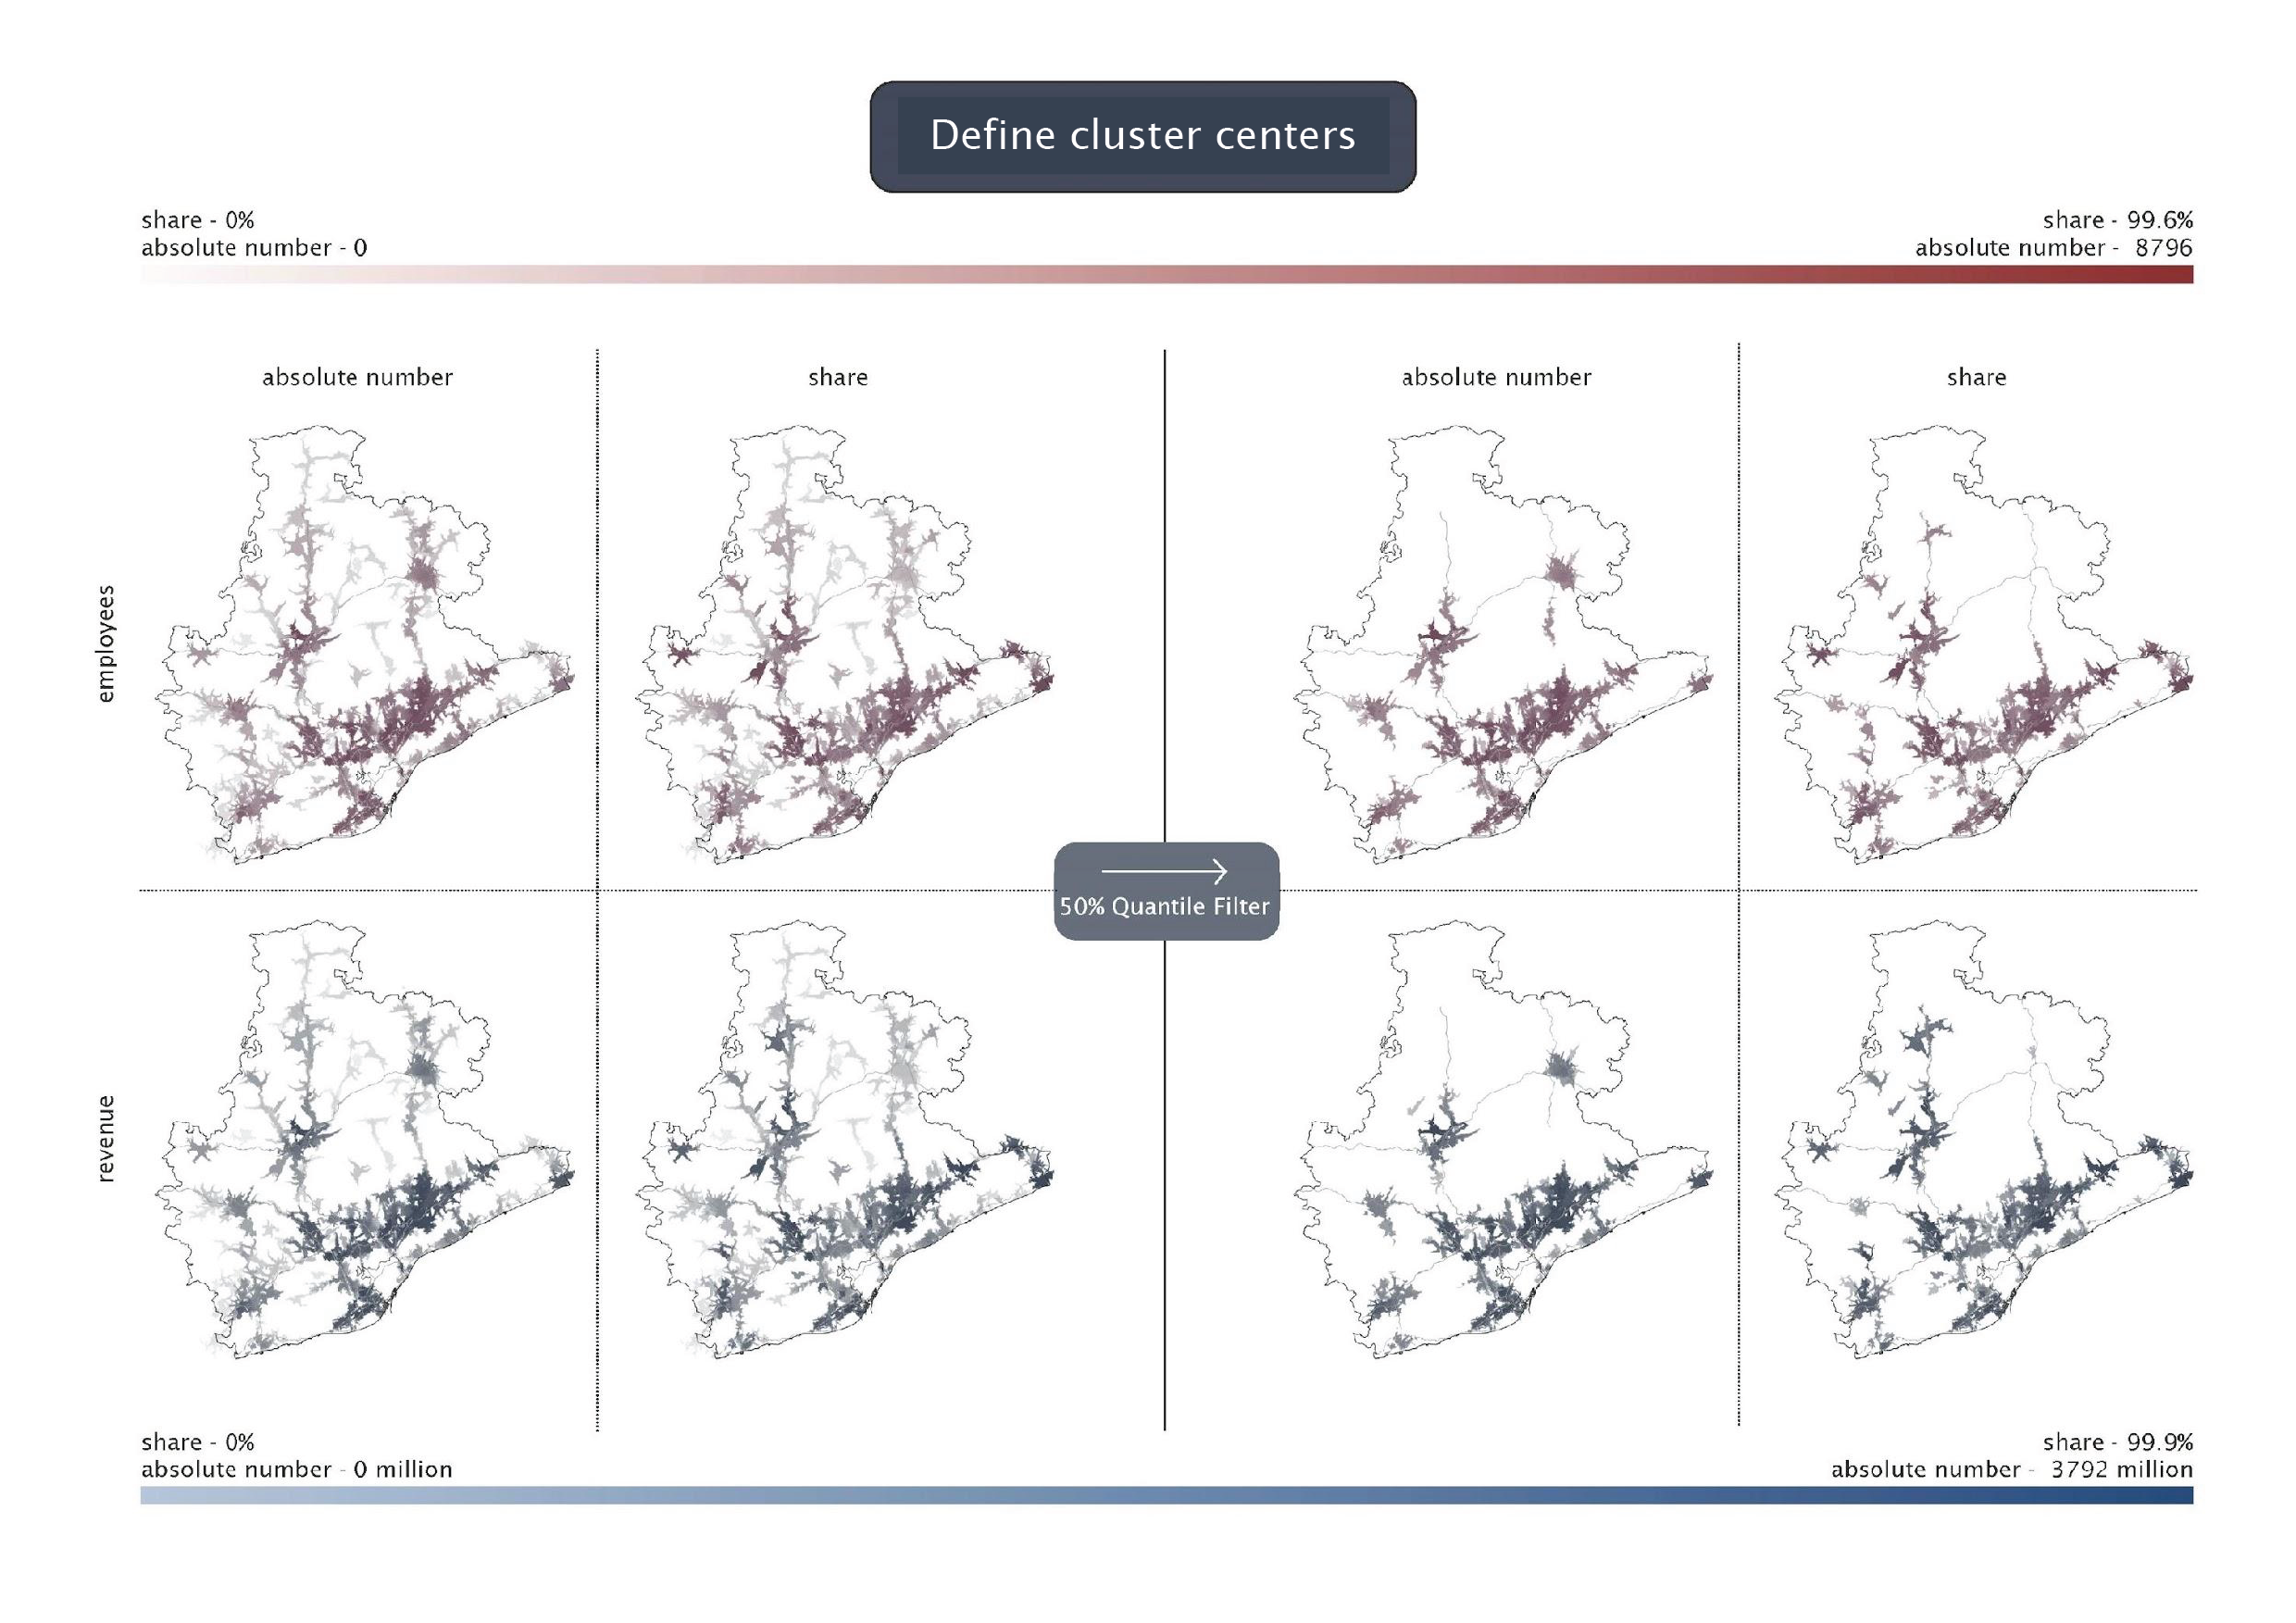 Define cluster centers
share - 0%
absolute number - 0
share - 99.6%
absolute number - 8796
absolute number
share
absolute number
share
employees
50% Quantile Filter
revenue
share - 0%
absolute number - 0 million
share - 99.9%
absolute number - 3792 million